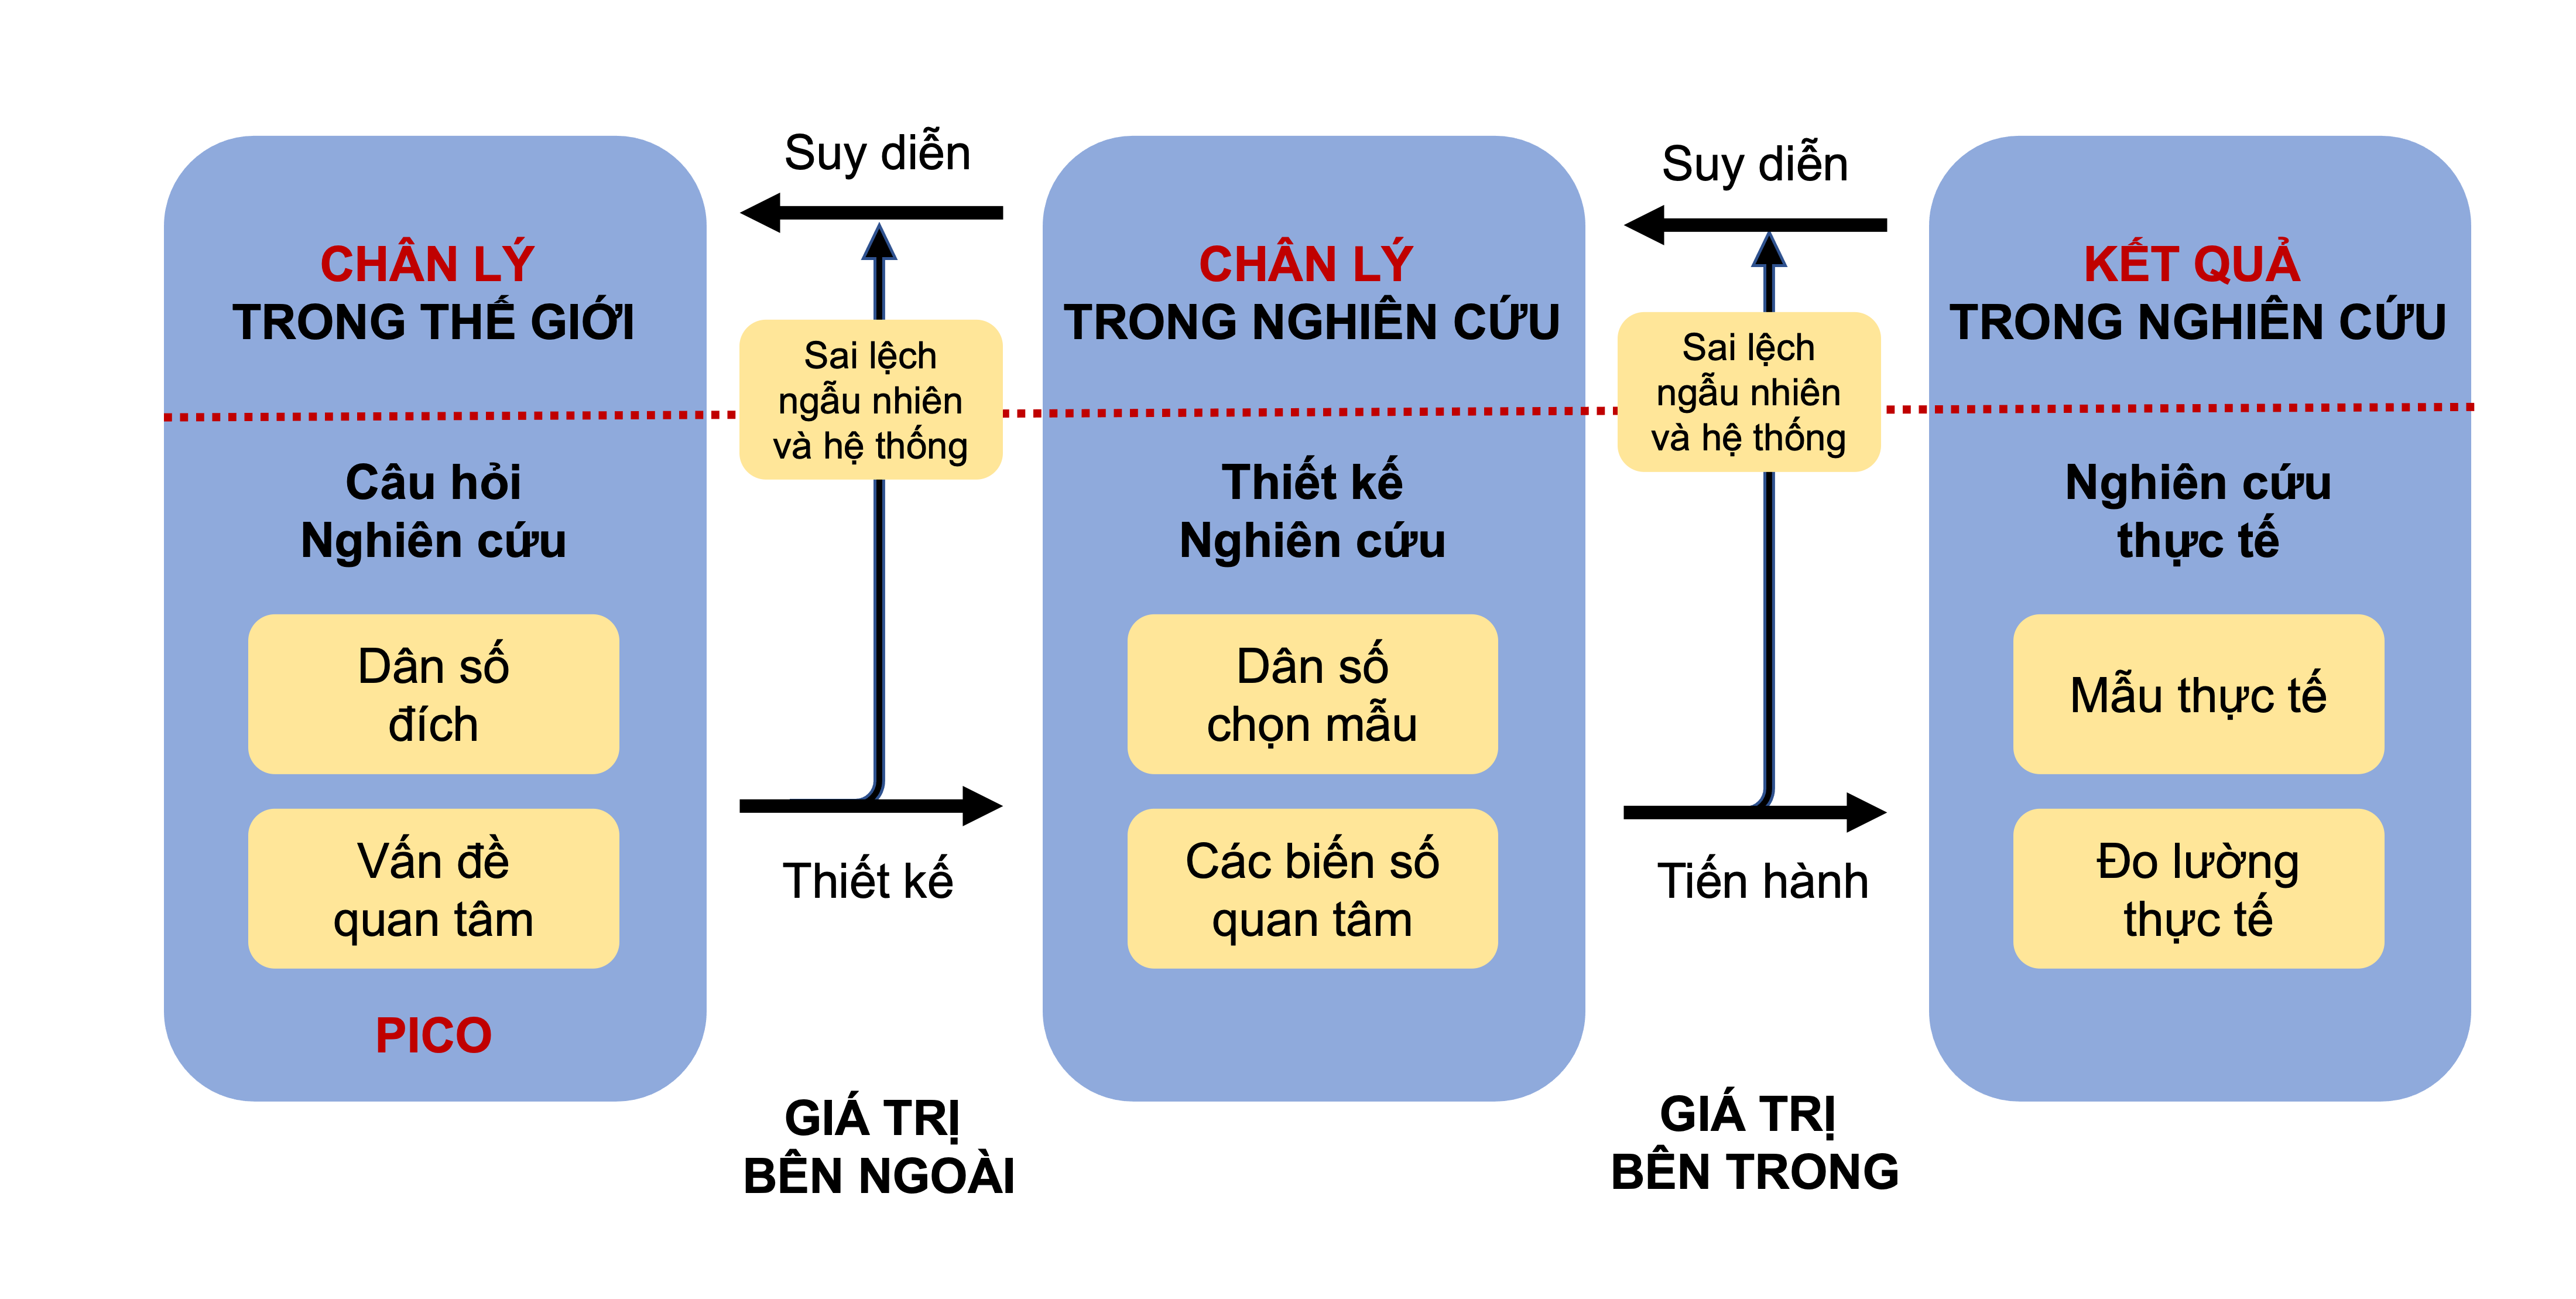 CHÂN LÝ
TRONG THẾ GIỚI
Câu hỏi
Nghiên cứu
Dân số
đích
Vấn đề
quan tâm
PICO
Suy diễn
Sai lệch
ngẫu nhiên
và hệ thống
Thiết kế
GIÁ TRỊ
BÊN NGOÀI
CHÂN LÝ
TRONG NGHIÊN CỨU
Thiết kế
Nghiên cứu
Dân số
chọn mẫu
Các biến số
quan tâm
Suy diễn
Sai lệch
ngẫu nhiên
và hệ thống
Tiến hành
GIÁ TRỊ
BÊN TRONG
KẾT QUẢ
TRONG NGHIÊN CỨU
Nghiên cứu
thực tế
Mẫu thực tế
Đo lường
thực tế